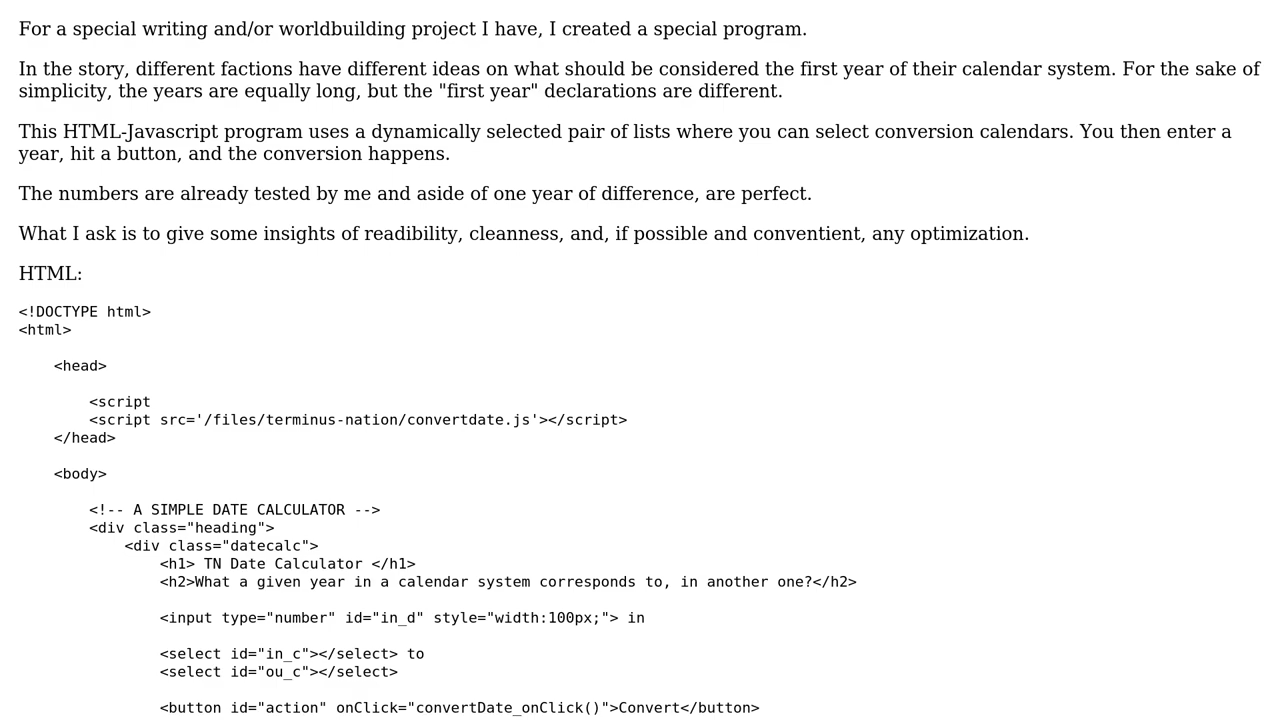 For a special writing and/or worldbuilding project I have, I created a special program.
In the story, different factions have different ideas on what should be considered the first year of their calendar system. For the sake of
simplicity, the years are equally long, but the "first year" declarations are different.
This HTML-Javascript program uses a dynamically selected pair of lists where you can select conversion calendars. You then enter a
year, hit a button, and the conversion happens.
The numbers are already tested by me and aside of one year of difference, are perfect.
What I ask is to give some insights of readibility, cleanness, and, if possible and conventient, any optimization.
HTML:
<!DOCTYPE html>
<html>
    <head>
        <script
        <script src='/files/terminus-nation/convertdate.js'></script>
    </head>
    <body>
        <!-- A SIMPLE DATE CALCULATOR -->
        <div class="heading">
            <div class="datecalc">
                <h1> TN Date Calculator </h1>
                <h2>What a given year in a calendar system corresponds to, in another one?</h2>
                <input type="number" id="in_d" style="width:100px;"> in
                <select id="in_c"></select> to
                <select id="ou_c"></select>
                <button id="action" onClick="convertDate_onClick()">Convert</button>